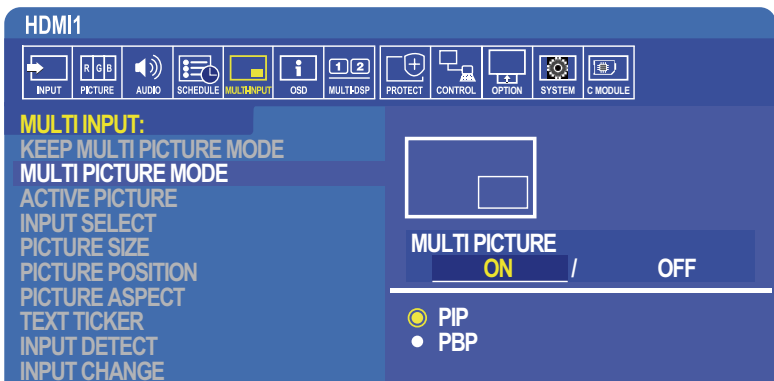 HDMI1
R G B 1 2
INPUT PICTURE AUDIO SCHEDULE MULTI-INPUT OSD MULTI-DSP PROTECT CONTROL OPTION SYSTEM C MODULE
MULTI INPUT:
KEEP MULTI PICTURE MODE
MULTI PICTURE MODE
ACTIVE PICTURE
INPUT SELECT
PICTURE SIZE
PICTURE POSITION
PICTURE ASPECT
TEXT TICKER
INPUT DETECT
INPUT CHANGE
MULTI PICTURE
ON / OFF
PIP
PBP